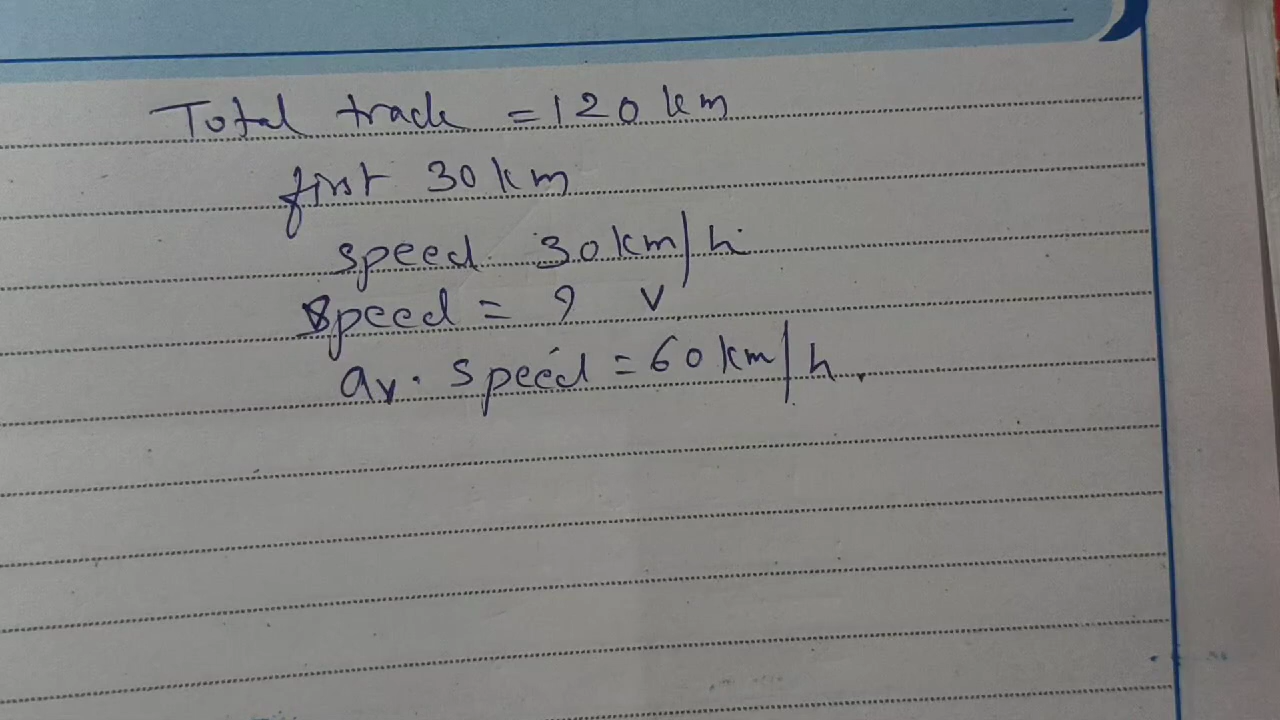 Total track = 120 km
first 30 km
speed 30 km/h
speed = ? v
av. speed = 60 km/h.